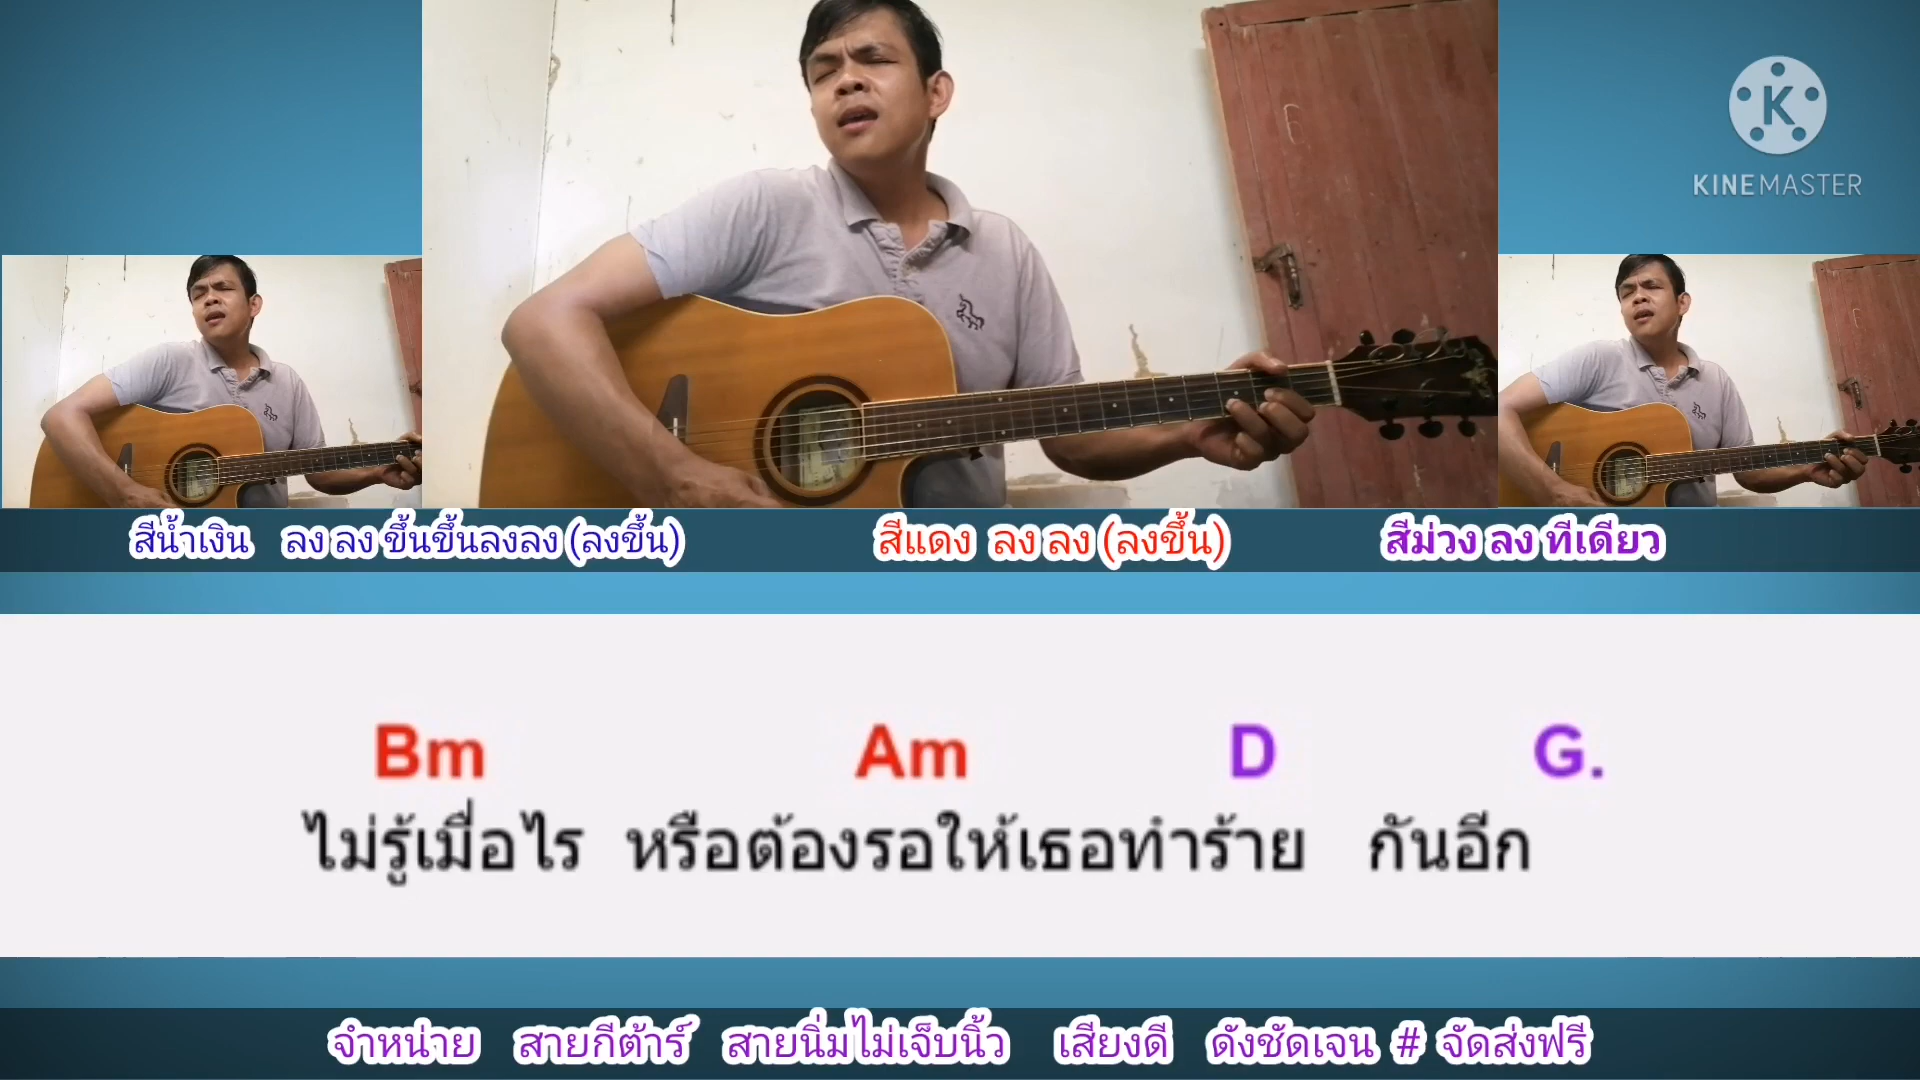 KINEMASTER
สีน้ำเงิน ลง ลง ขึ้นขึ้นลงลง (ลงขึ้น) สีแดง ลง ลง (ลงขึ้น) สีม่วง ลง ทีเดียว
Bm Am D G.
ไม่รู้เมื่อไร หรือต้องรอให้เธอทำร้าย กันอีก
จำหน่าย สายกีต้าร์ สายนิ่มไม่เจ็บนิ้ว เสียงดี ดังชัดเจน # จัดส่งฟรี